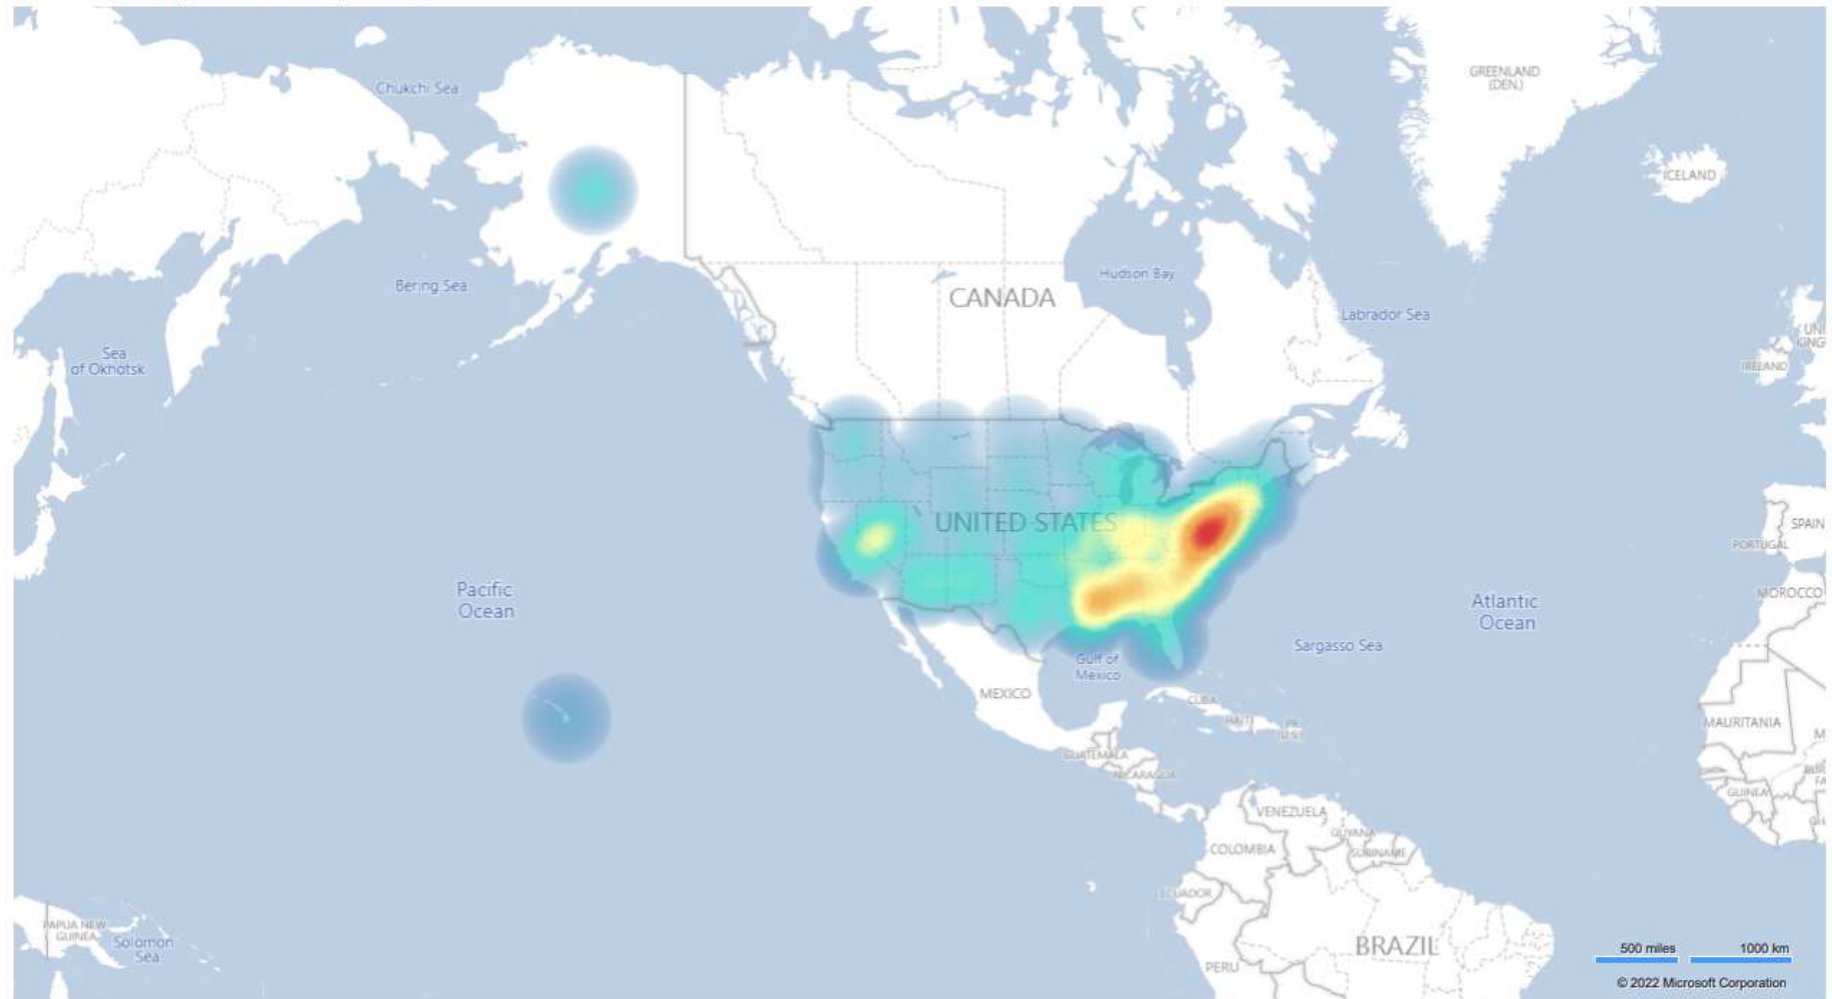 Chukchi Sea
GREENLAND
(DEN.)
ICELAND
Hudson Bay
Bering Sea
CANADA
Labrador Sea
Sea
of Okhotsk
IRELAND
UNITED STATES
SPAIN
PORTUGAL
Pacific
Ocean
MOROCCO
Atlantic
Ocean
Sargasso Sea
Gulf of
Mexico
MEXICO
CUBA
HAITI
PR
(U.S.)
MAURITANIA
GUATEMALA
NICARAGUA
GUINEA
VENEZUELA
GUYANA
COLOMBIA
SURINAME
ECUADOR
PAPUA NEW
GUINEA
Solomon
Sea
BRAZIL
PERU
500 miles
1000 km
© 2022 Microsoft Corporation